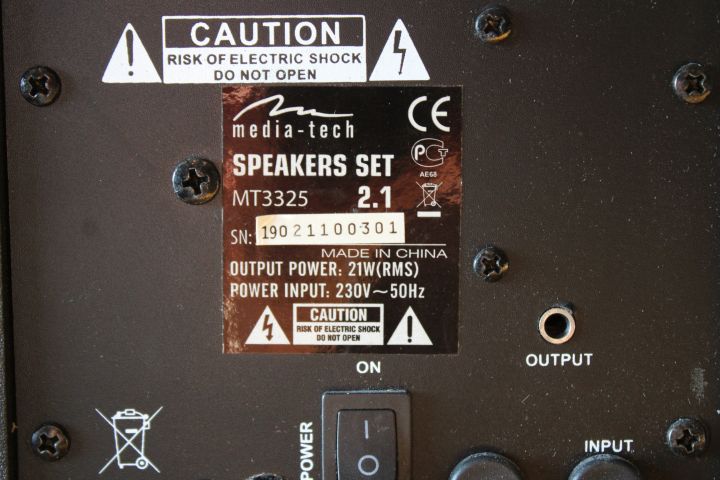 CAUTION
RISK OF ELECTRIC SHOCK
DO NOT OPEN
media-tech
CE
SPEAKERS SET
PCT
AE68
MT3325 2.1
SN: 19021100301
MADE IN CHINA
OUTPUT POWER: 21W(RMS)
POWER INPUT: 230V~50Hz
CAUTION
RISK OF ELECTRIC SHOCK
DO NOT OPEN
OUTPUT
ON
POWER
I
O
INPUT